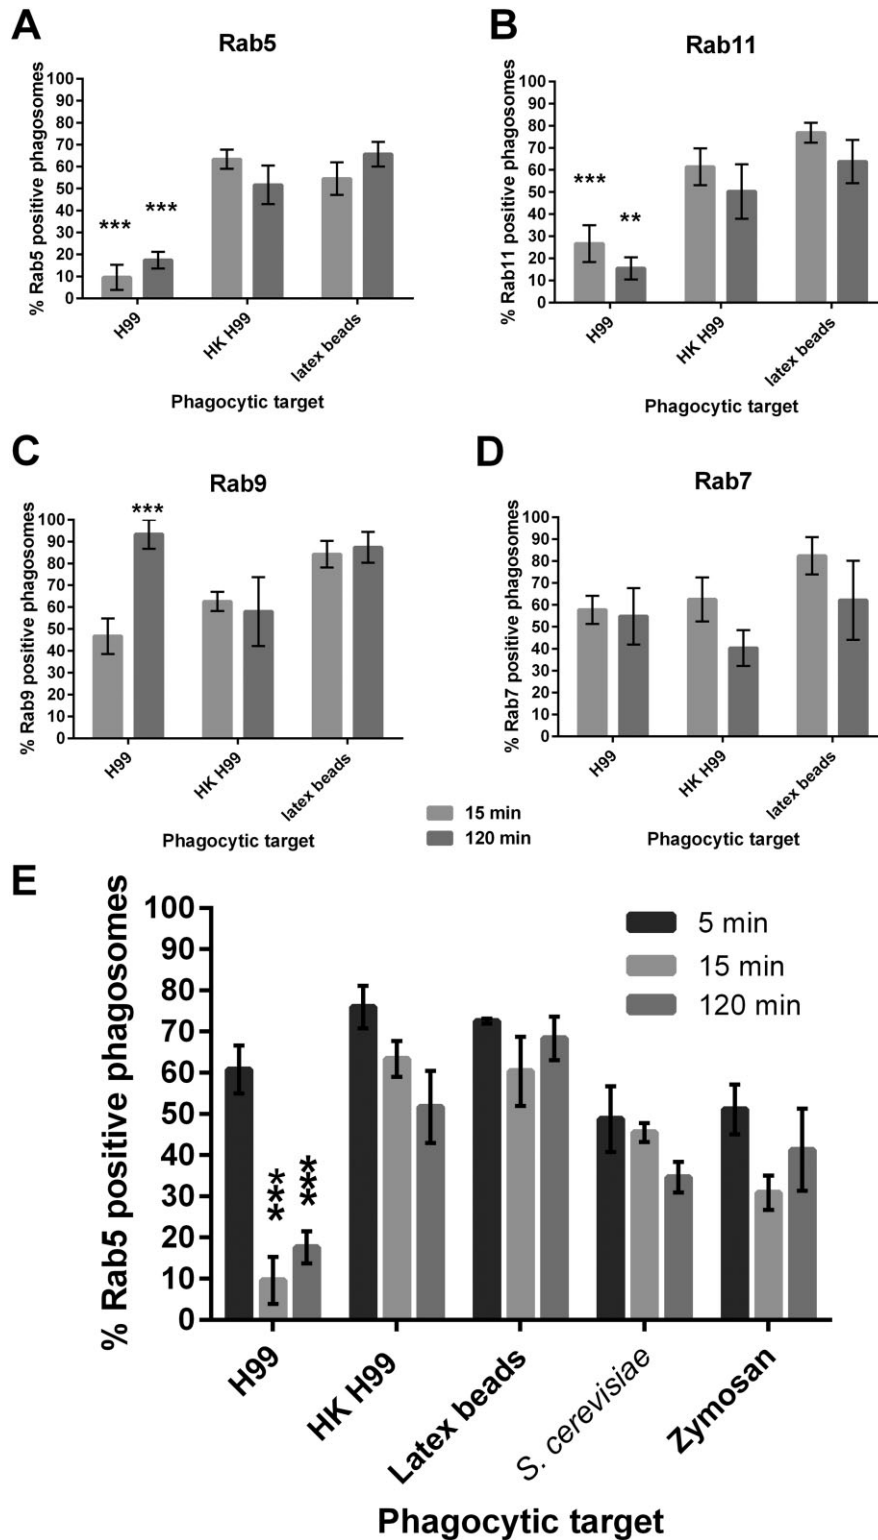 A
Rab5
% Rab5 positive phagosomes
100
90
80
70
60
50
40
30
20
10
0
***
***
H99
HK H99
latex beads
Phagocytic target
B
Rab11
% Rab11 positive phagosomes
100
90
80
70
60
50
40
30
20
10
0
***
**
H99
HK H99
latex beads
Phagocytic target
C
Rab9
% Rab9 positive phagosomes
100
90
80
70
60
50
40
30
20
10
0
***
H99
HK H99
latex beads
Phagocytic target
D
Rab7
% Rab7 positive phagosomes
100
90
80
70
60
50
40
30
20
10
0
H99
HK H99
latex beads
Phagocytic target
15 min
120 min
E
% Rab5 positive phagosomes
100
90
80
70
60
50
40
30
20
10
0
5 min
15 min
120 min
***
***
H99
HK H99
Latex beads
S. cerevisiae
Zymosan
Phagocytic target